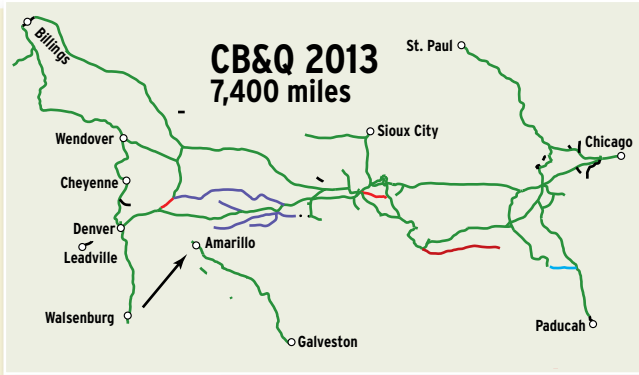 Billings
CB&Q 2013
7,400 miles
St. Paul
Wendover
Sioux City
Chicago
Cheyenne
Denver
Leadville
Amarillo
Walsenburg
Galveston
Paducah